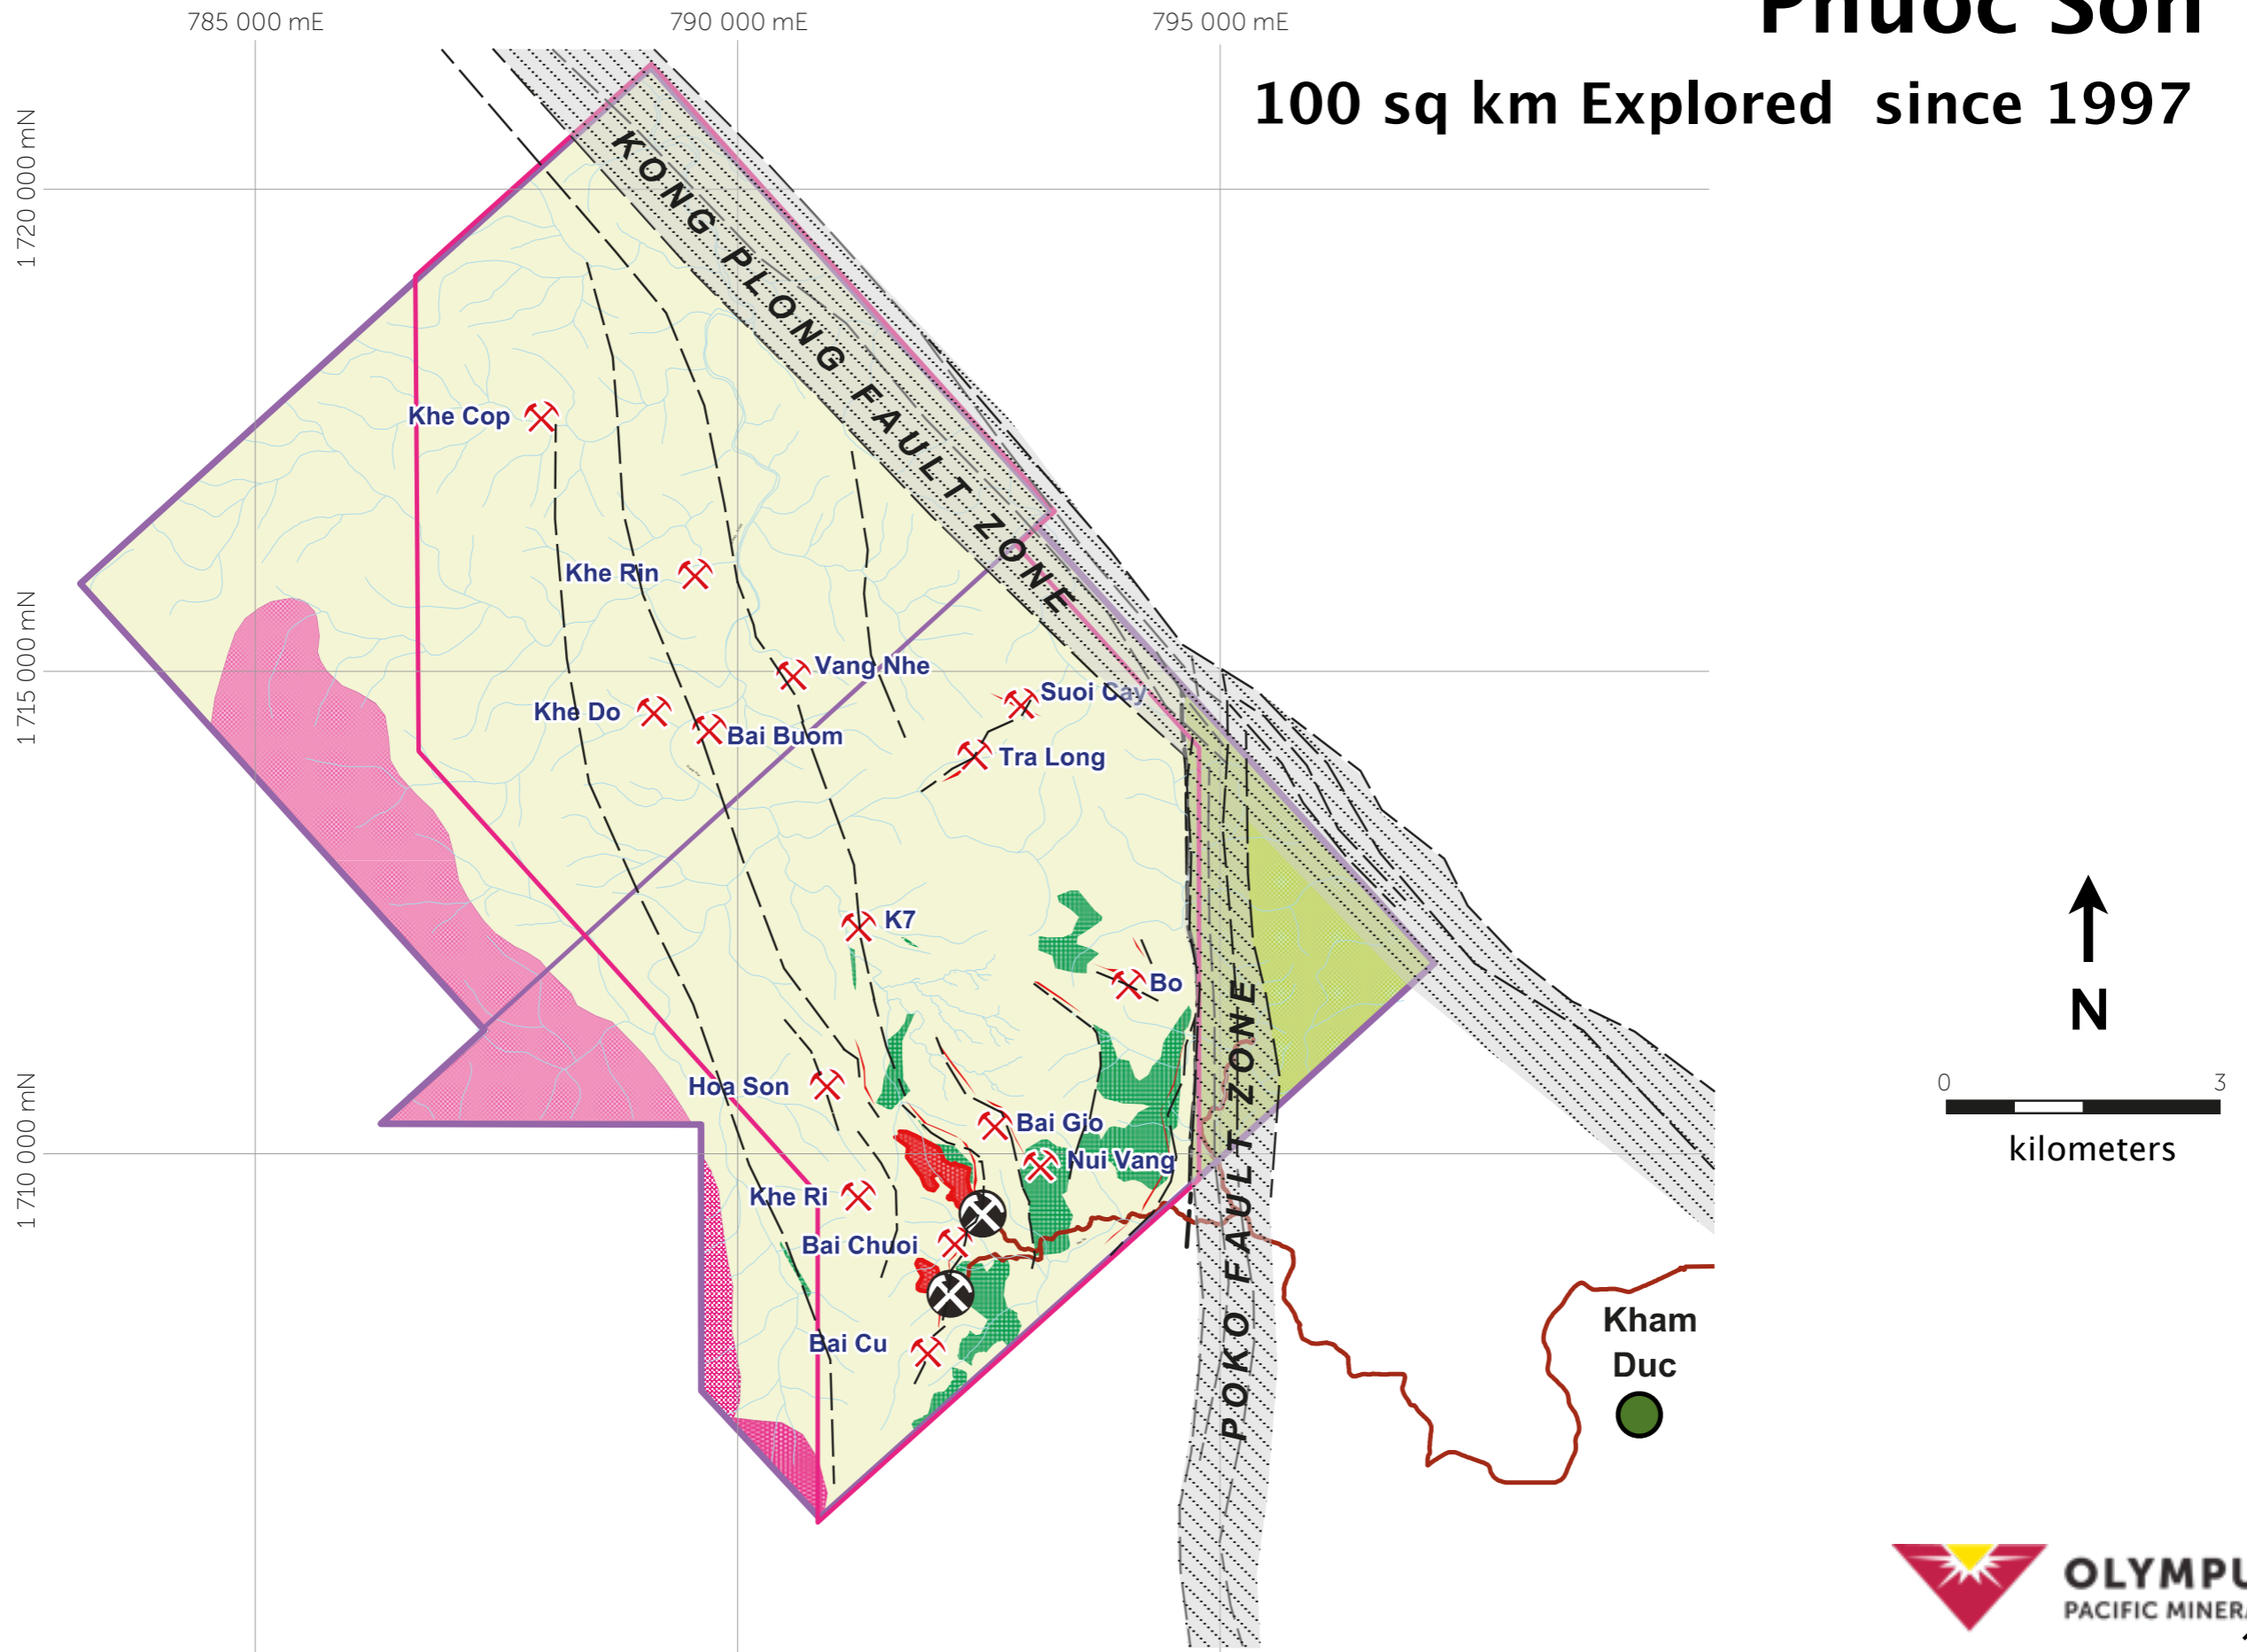 Phuoc Son
100 sq km Explored since 1997
785 000 mE
790 000 mE
795 000 mE
1 720 000 mN
1 715 000 mN
1 710 000 mN
KONG PLONG FAULT ZONE
Khe Cop
Khe Rin
Vang Nhe
Suoi Cay
Khe Do
Bai Buom
Tra Long
K7
Bo
Hoa Son
Bai Gio
Nui Vang
Khe Ri
Bai Chuoi
Bai Cu
POKO FAULT ZONE
N
0 3
kilometers
Kham
Duc
OLYMPU
PACIFIC MINERA